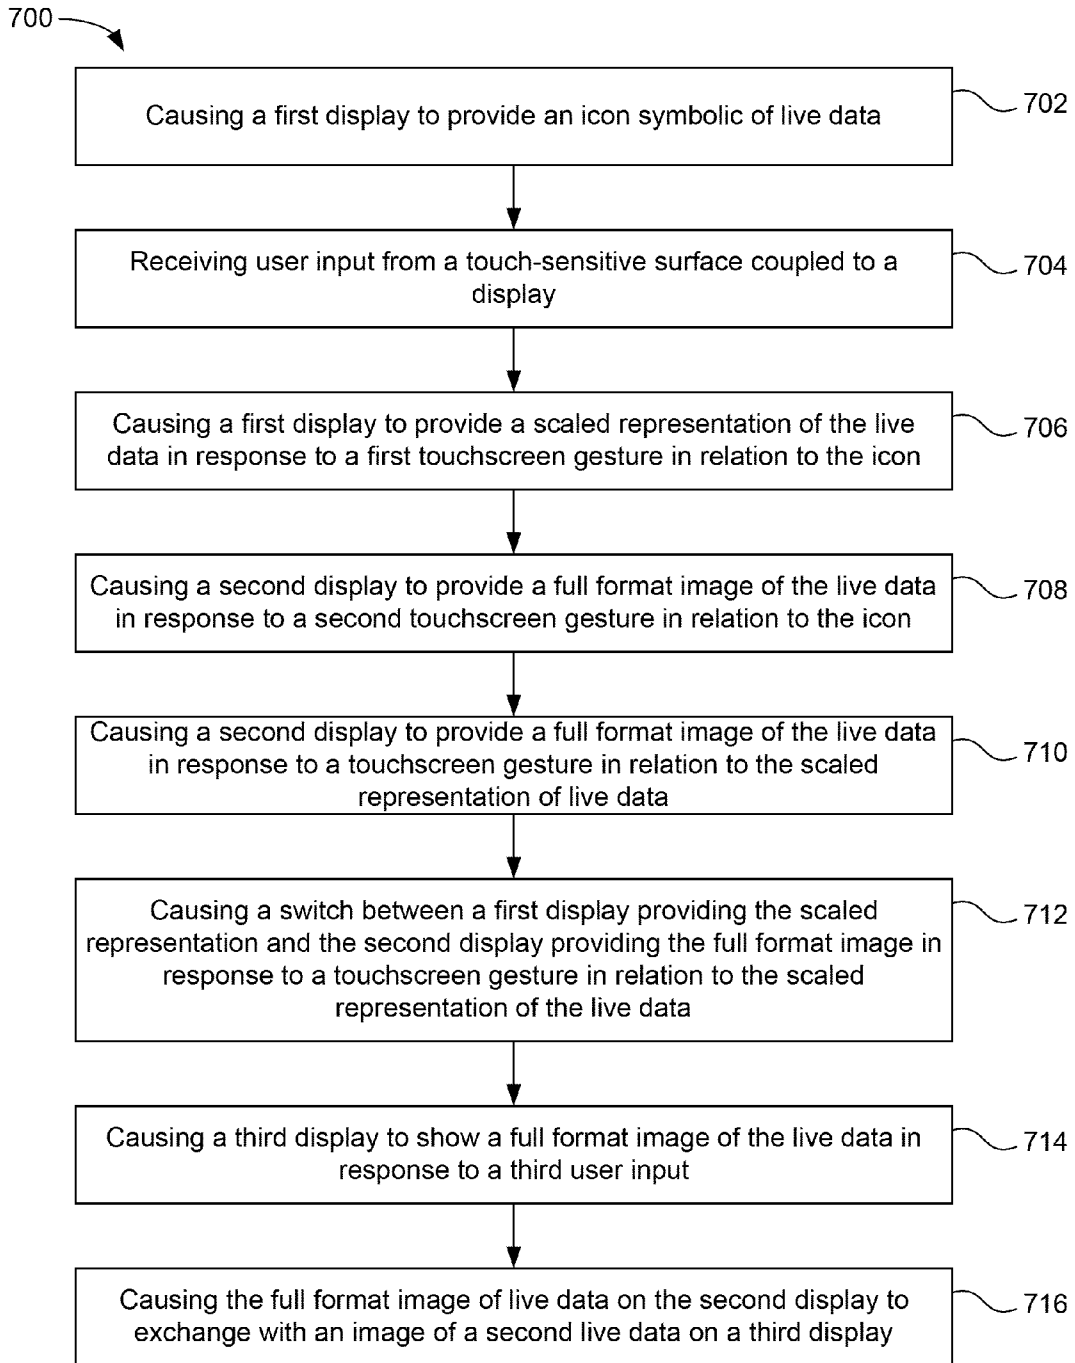 700
Causing a first display to provide an icon symbolic of live data
702
Receiving user input from a touch-sensitive surface coupled to a
display
704
Causing a first display to provide a scaled representation of the live
data in response to a first touchscreen gesture in relation to the icon
706
Causing a second display to provide a full format image of the live data
in response to a second touchscreen gesture in relation to the icon
708
Causing a second display to provide a full format image of the live data
in response to a touchscreen gesture in relation to the scaled
representation of live data
710
Causing a switch between a first display providing the scaled
representation and the second display providing the full format image in
response to a touchscreen gesture in relation to the scaled
representation of the live data
712
Causing a third display to show a full format image of the live data in
response to a third user input
714
Causing the full format image of live data on the second display to
exchange with an image of a second live data on a third display
716